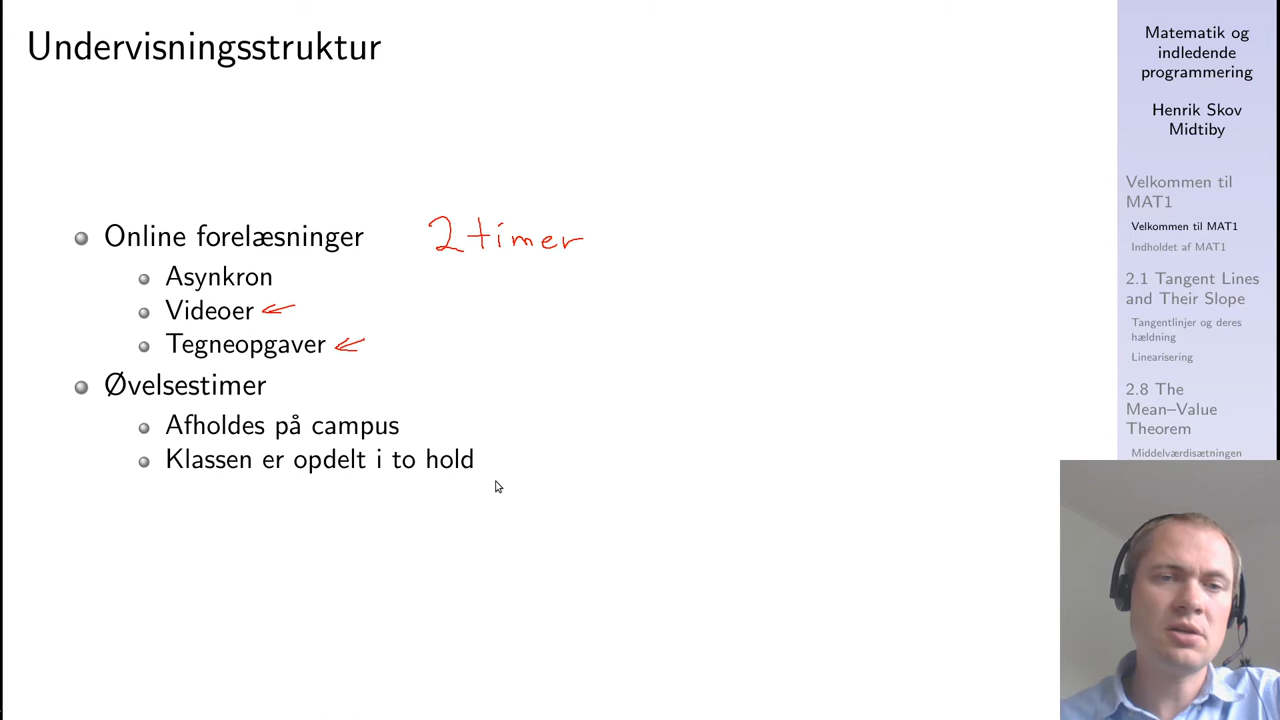 Undervisningsstruktur
Online forelæsninger 2 timer
Asynkron
Videoer
Tegneopgaver
Øvelsestimer
Afholdes på campus
Klassen er opdelt i to hold
Matematik og
indledende
programmering
Henrik Skov
Midtiby
Velkommen til
MAT1
Velkommen til MAT1
Indholdet af MAT1
2.1 Tangent Lines
and Their Slope
Tangentlinjer og deres
hældning
Linearisering
2.8 The
Mean–Value
Theorem
Middelværdisætningen